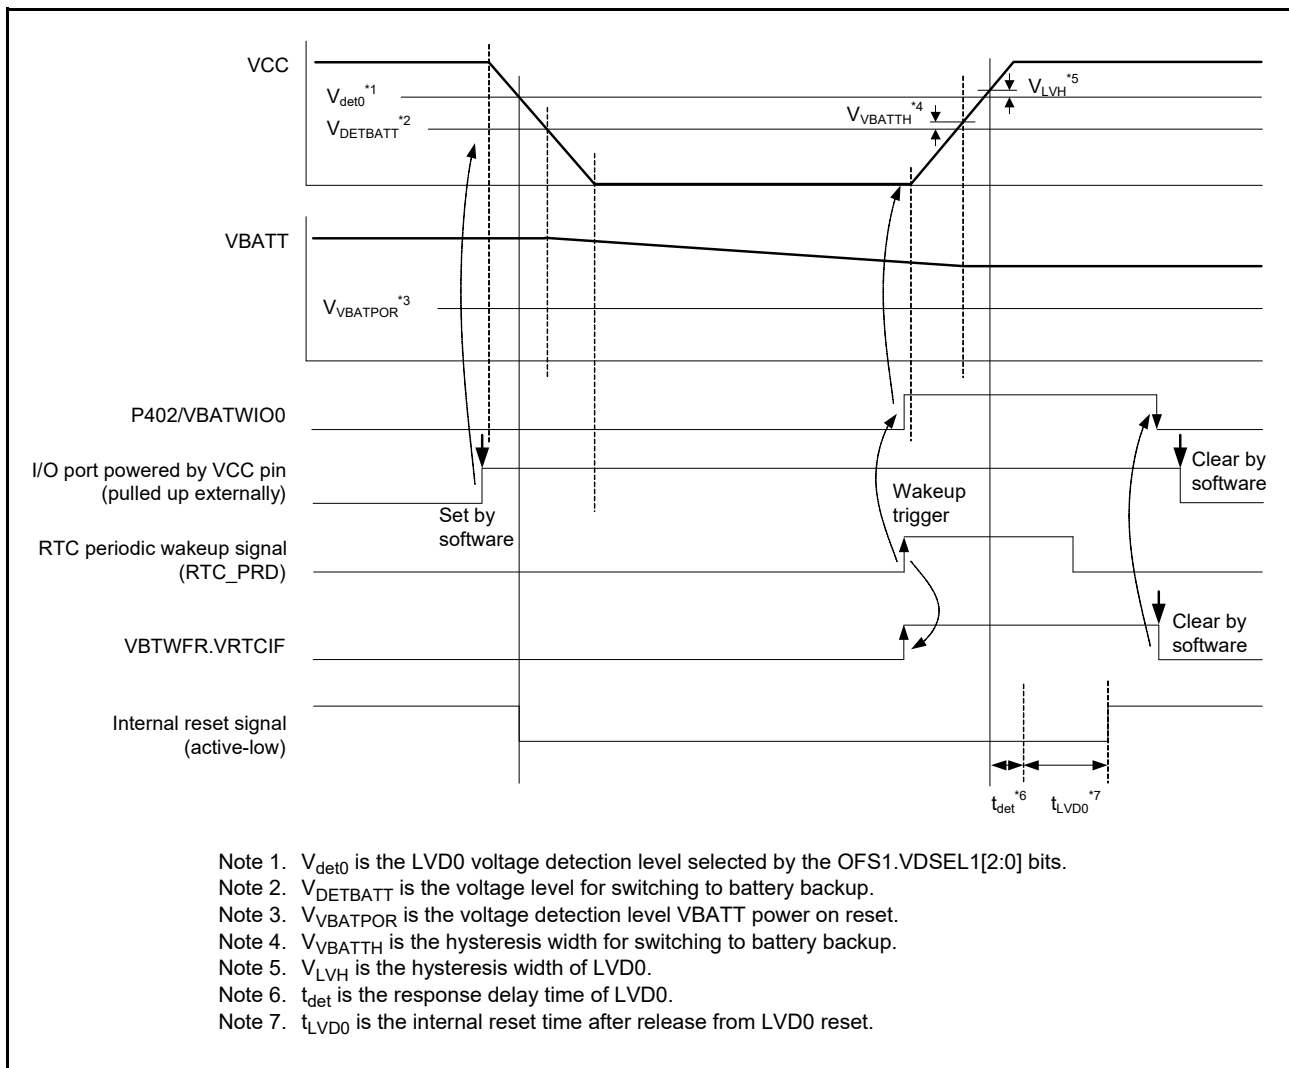 VCC
Vdet0*1
VDETBATT*2
VVBATTH*4
VLVH*5
VBATT
VVBATPOR*3
P402/VBATWIO0
I/O port powered by VCC pin
(pulled up externally)
Set by
software
Wakeup
trigger
Clear by
software
RTC periodic wakeup signal
(RTC_PRD)
VBTWFR.VRTCIF
Clear by
software
Internal reset signal
(active-low)
tdet*6
tLVD0*7
Note 1. Vdet0 is the LVD0 voltage detection level selected by the OFS1.VDSEL1[2:0] bits.
Note 2. VDETBATT is the voltage level for switching to battery backup.
Note 3. VVBATPOR is the voltage detection level VBATT power on reset.
Note 4. VVBATTH is the hysteresis width for switching to battery backup.
Note 5. VLVH is the hysteresis width of LVD0.
Note 6. tdet is the response delay time of LVD0.
Note 7. tLVD0 is the internal reset time after release from LVD0 reset.